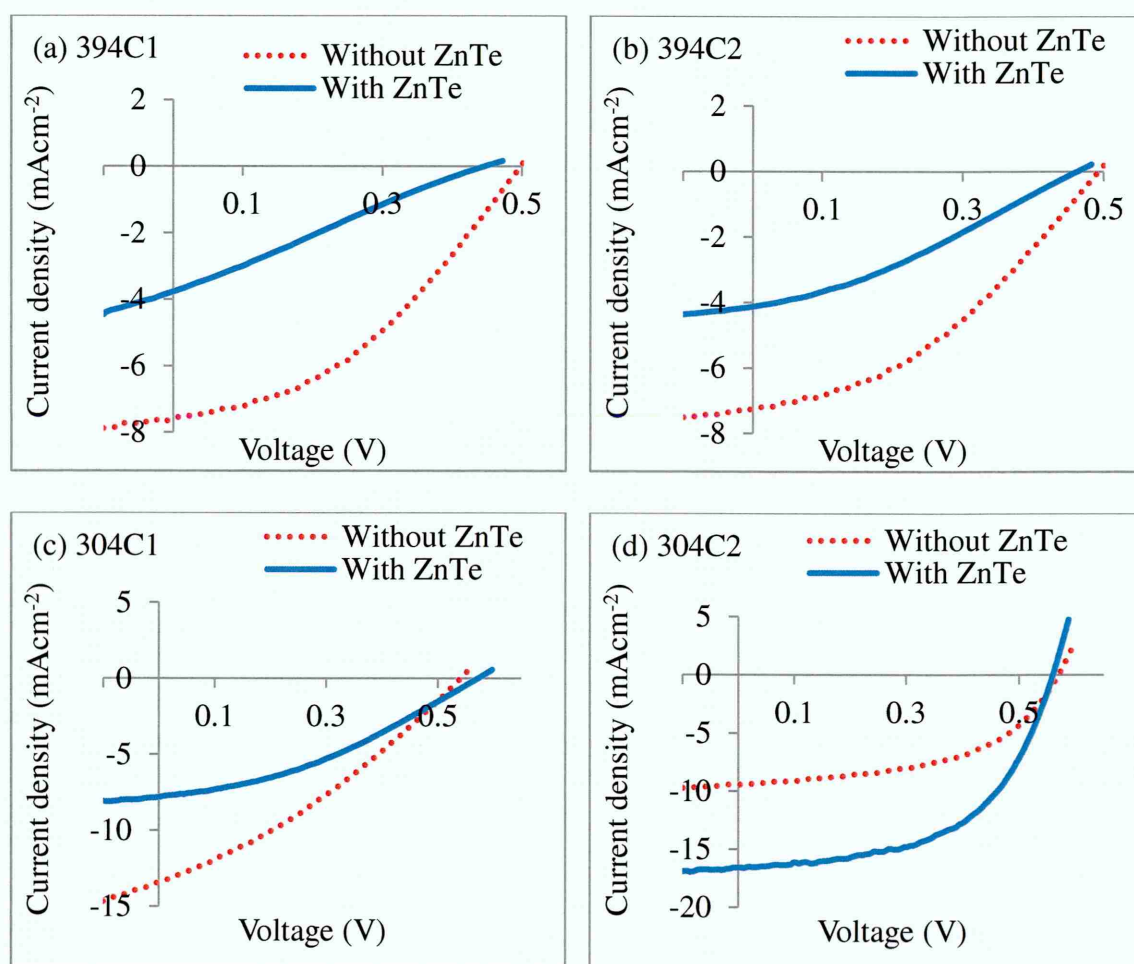 (a) 394C1
Without ZnTe
With ZnTe
Current density (mAcm-2)
2
0
-2
-4
-6
-8
0.1
0.3
0.5
Voltage (V)
(b) 394C2
Without ZnTe
With ZnTe
Current density (mAcm-2)
2
0
-2
-4
-6
-8
0.1
0.3
0.5
Voltage (V)
(c) 304C1
Without ZnTe
With ZnTe
Current density (mAcm-2)
5
0
-5
-10
-15
0.1
0.3
0.5
Voltage (V)
(d) 304C2
Without ZnTe
With ZnTe
Current density (mAcm-2)
5
0
-5
-10
-15
-20
0.1
0.3
0.5
Voltage (V)